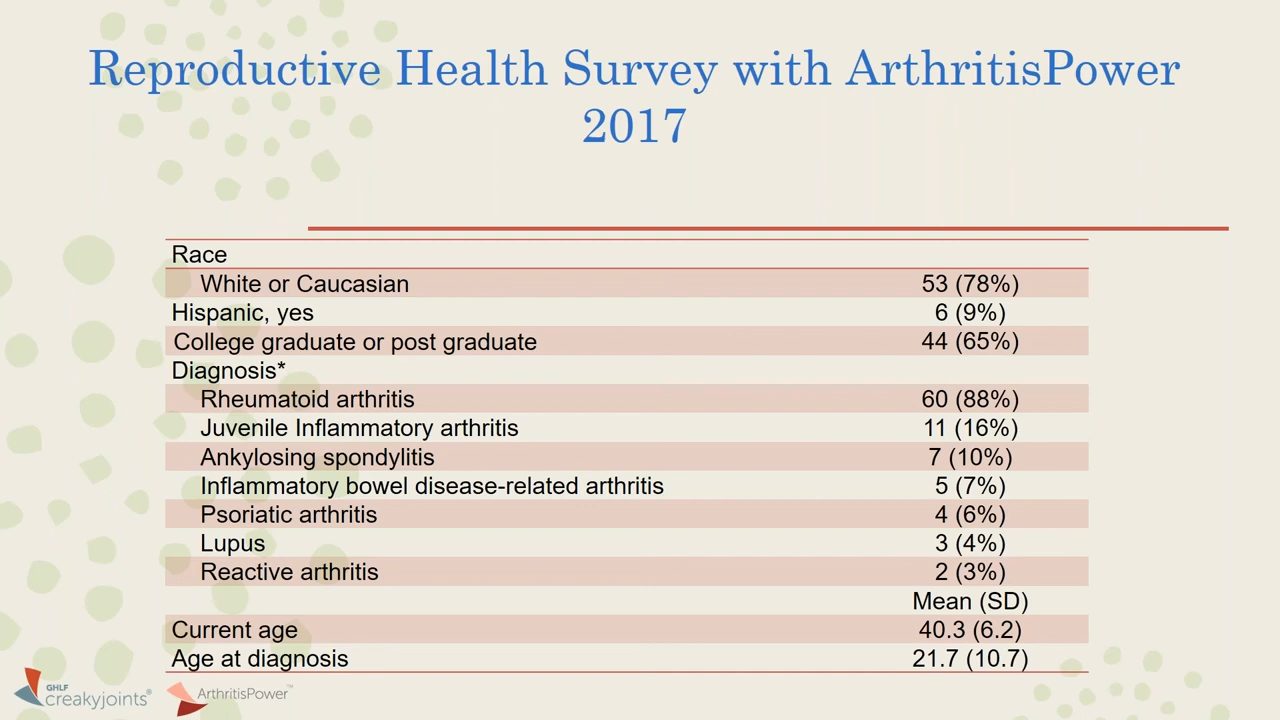 Reproductive Health Survey with ArthritisPower
2017
Race
White or Caucasian 53 (78%)
Hispanic, yes 6 (9%)
College graduate or post graduate 44 (65%)
Diagnosis*
Rheumatoid arthritis 60 (88%)
Juvenile Inflammatory arthritis 11 (16%)
Ankylosing spondylitis 7 (10%)
Inflammatory bowel disease-related arthritis 5 (7%)
Psoriatic arthritis 4 (6%)
Lupus 3 (4%)
Reactive arthritis 2 (3%)
Mean (SD)
Current age 40.3 (6.2)
Age at diagnosis 21.7 (10.7)
GHLF
creakyjoints®
ArthritisPower™